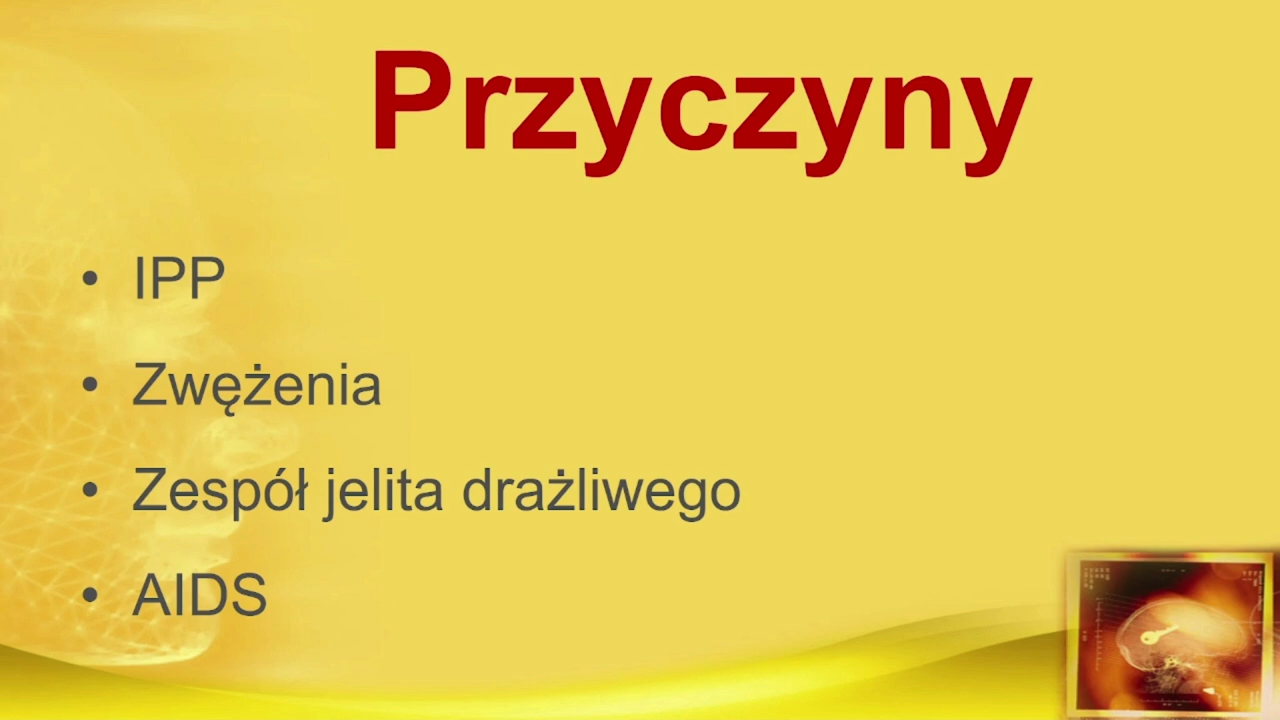 Przyczyny
• IPP
• Zwężenia
• Zespół jelita drażliwego
• AIDS